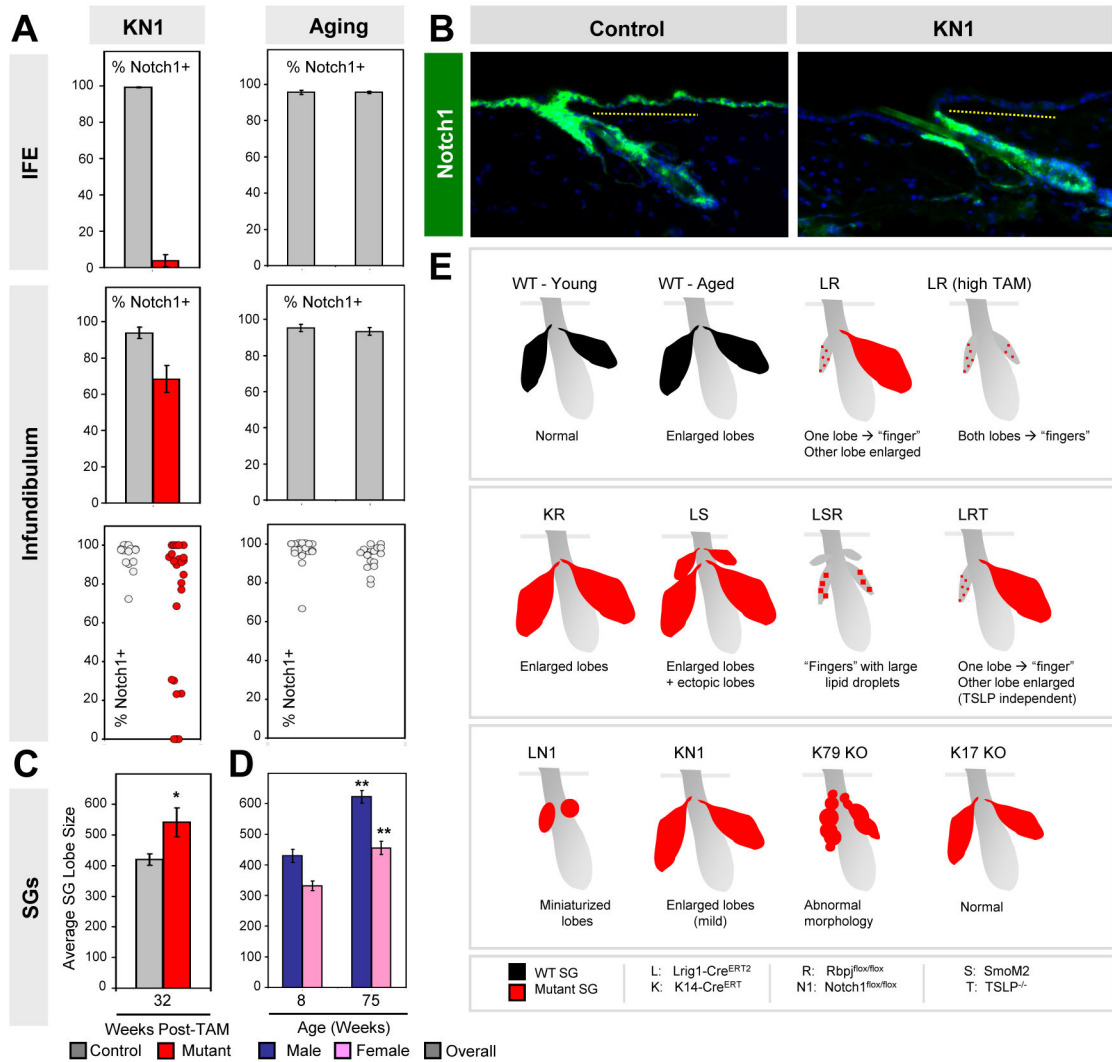 A
KN1
Aging
IFE
% Notch1+
100
80
60
40
20
0
% Notch1+
100
80
60
40
20
0
Infundibulum
% Notch1+
100
80
60
40
20
0
% Notch1+
100
80
60
40
20
0
% Notch1+
100
80
60
40
20
0
% Notch1+
100
80
60
40
20
0
B
Control
KN1
Notch1
C
D
SGs
Average SG Lobe Size
600
500
400
300
200
100
0
*
32
Weeks Post-TAM
600
500
400
300
200
100
0
**
**
8
75
Age (Weeks)
Control
Mutant
Male
Female
Overall
E
WT - Young
WT - Aged
LR
LR (high TAM)
Normal
Enlarged lobes
One lobe → “finger”
Other lobe enlarged
Both lobes → “fingers”
KR
LS
LSR
LRT
Enlarged lobes
Enlarged lobes
+ ectopic lobes
“Fingers” with large
lipid droplets
One lobe → “finger”
Other lobe enlarged
(TSLP independent)
LN1
KN1
K79 KO
K17 KO
Miniaturized
lobes
Enlarged lobes
(mild)
Abnormal
morphology
Normal
WT SG
Mutant SG
L: Lrig1-CreERT2
K: K14-CreERT
R: Rbpjflox/flox
N1: Notch1flox/flox
S: SmoM2
T: TSLP-/-